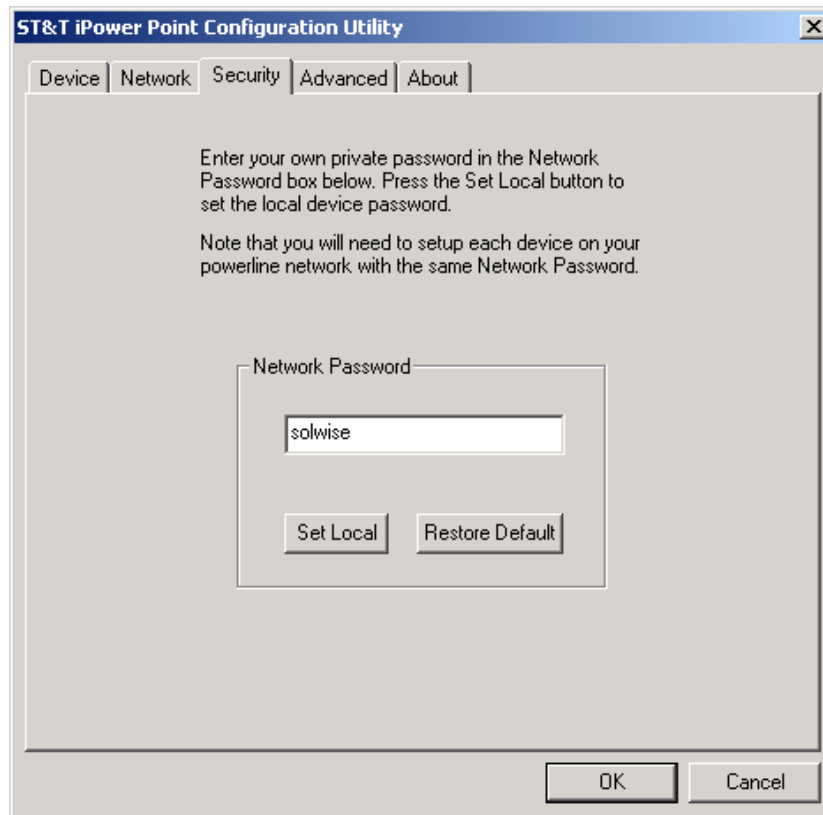 ST&T iPower Point Configuration Utility
Device Network Security Advanced About
Enter your own private password in the Network
Password box below. Press the Set Local button to
set the local device password.
Note that you will need to setup each device on your
powerline network with the same Network Password.
Network Password
solwise
Set Local Restore Default
OK Cancel